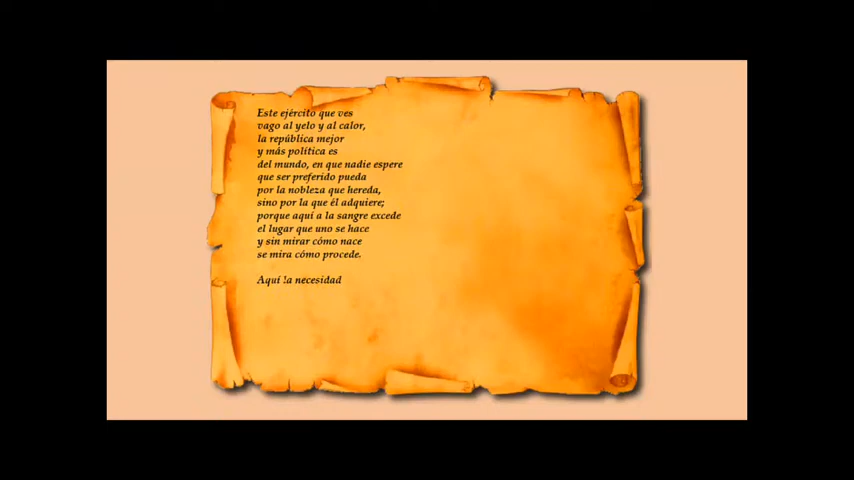 Este ejército que ves
vago al yelo y al calor,
la república mejor
y más política es
del mundo, en que nadie espere
que ser preferido pueda
por la nobleza que hereda,
sino por la que él adquiere;
porque aquí a la sangre excede
el lugar que uno se hace
y sin mirar cómo nace
se mira cómo procede.
Aquí la necesidad